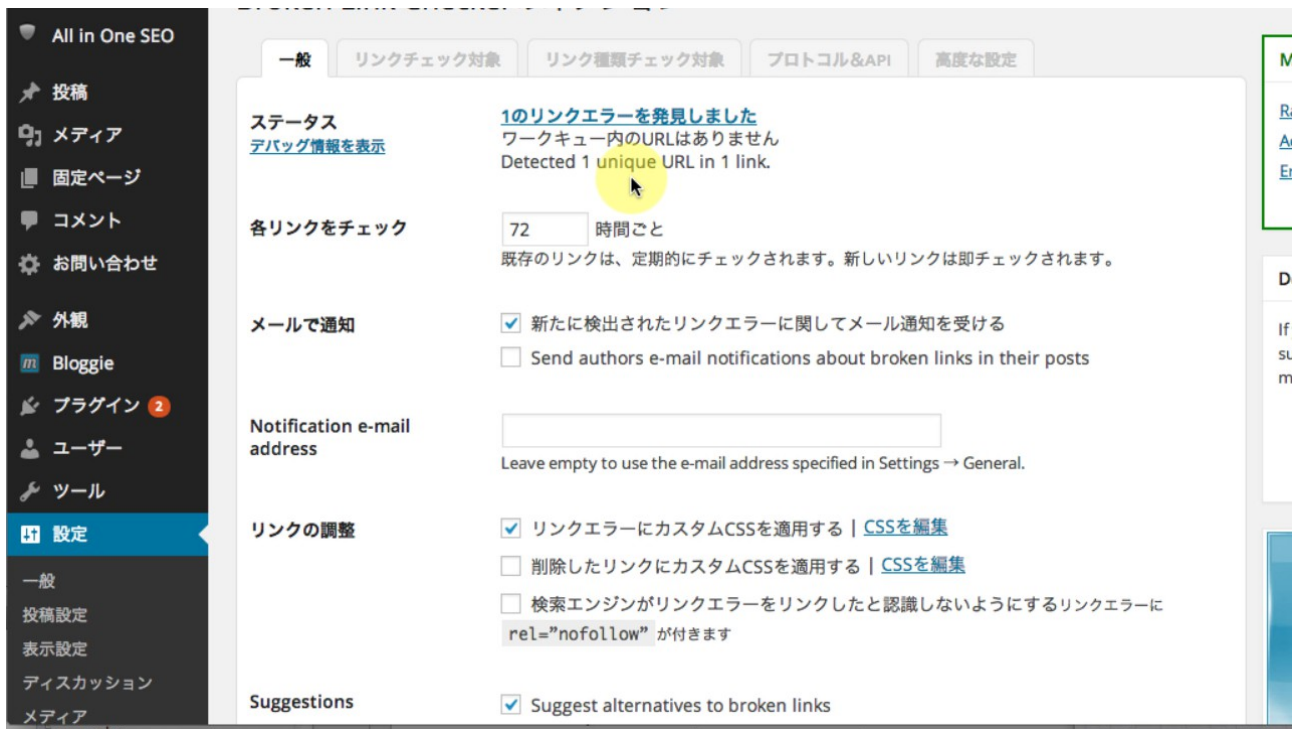 All in One SEO
投稿
メディア
固定ページ
コメント
お問い合わせ
外観
Bloggie
プラグイン 2
ユーザー
ツール
設定
一般
投稿設定
表示設定
ディスカッション
メディア
一般
リンクチェック対象
リンク種類チェック対象
プロトコル&API
高度な設定
ステータス
デバッグ情報を表示
1のリンクエラーを発見しました
ワークキュー内のURLはありません
Detected 1 unique URL in 1 link.
各リンクをチェック
72 時間ごと
既存のリンクは、定期的にチェックされます。新しいリンクは即チェックされます。
メールで通知
新たに検出されたリンクエラーに関してメール通知を受ける
Send authors e-mail notifications about broken links in their posts
Notification e-mail
address
Leave empty to use the e-mail address specified in Settings → General.
リンクの調整
リンクエラーにカスタムCSSを適用する | CSSを編集
削除したリンクにカスタムCSSを適用する | CSSを編集
検索エンジンがリンクエラーをリンクしたと認識しないようにするリンクエラーに
rel=”nofollow” が付きます
Suggestions
Suggest alternatives to broken links
If